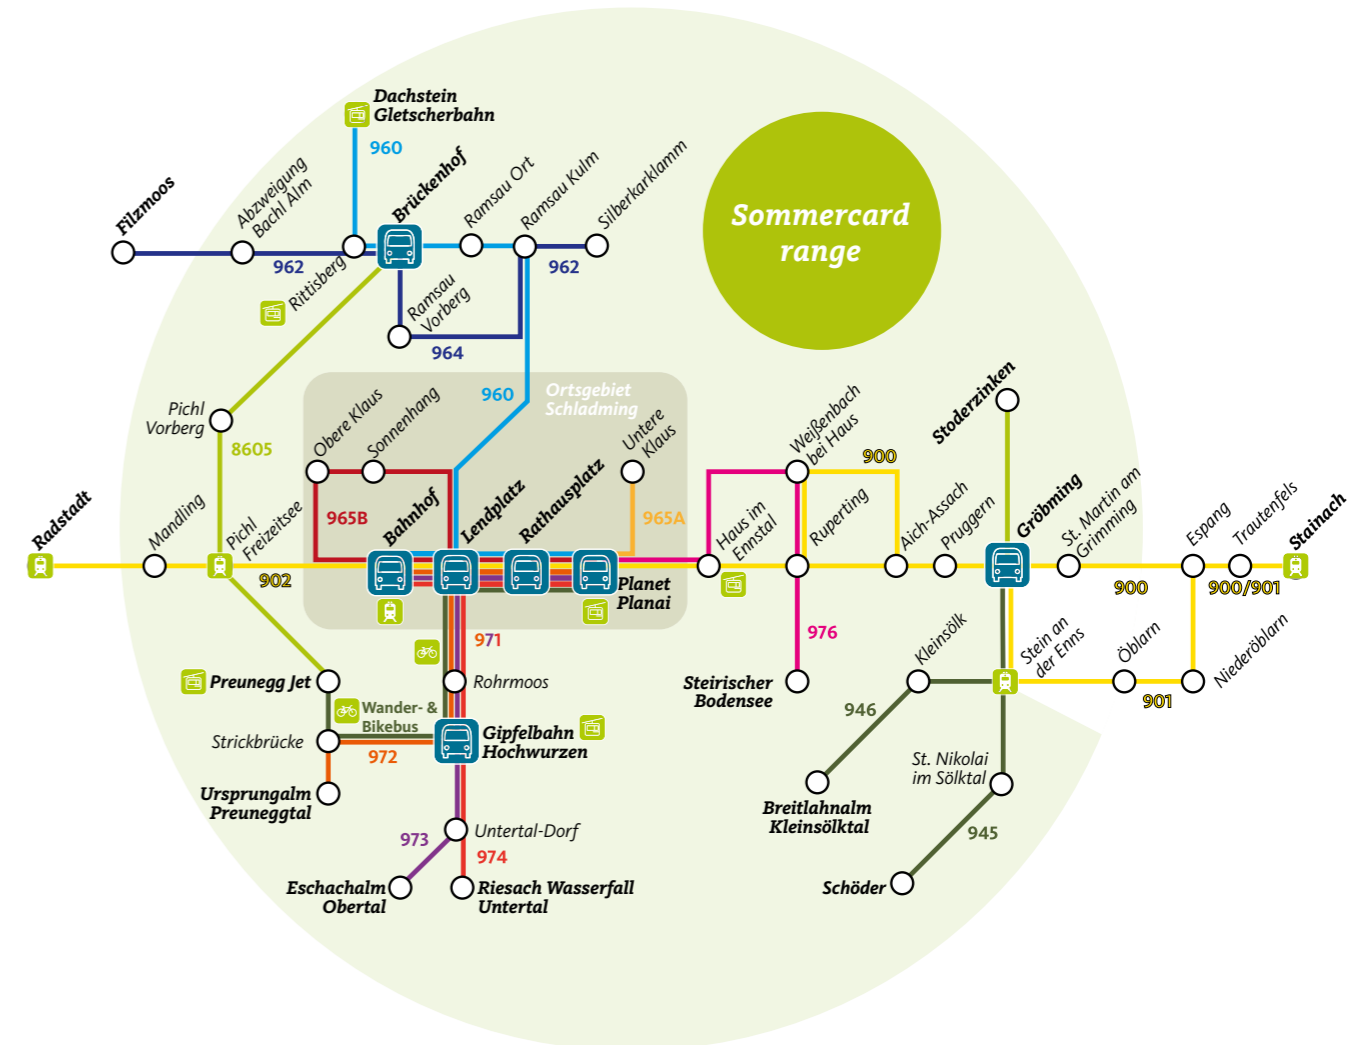 Dachstein
Gletscherbahn
960
Filzmoos
Abzweigung
Bachl Alm
Brückenhof
Ramsau Ort
Ramsau Kulm
Silberkarklamm
Sommercard
range
962
962
Rittisberg
Ramsau
Vorberg
964
960
Ortsgebiet
Schladming
Pichl
Vorberg
8605
Obere Klaus
Sonnenhang
Untere
Klaus
Weißenbach
bei Haus
900
Stoderzinken
Radstadt
Mandling
Pichl
Freizeitsee
902
965B
Bahnhof
Lendplatz
Rathausplatz
965A
Planet
Planai
Haus im
Ennstal
Ruperting
Aich-Assach
Pruggern
Gröbming
St. Martin am
Grimming
900
Espang
Trautenfels
900/901
Stainach
971
976
Kleinsölk
Stein an
der Enns
Öblarn
901
Niederöblarn
Preunegg Jet
Rohrmoos
Steirischer
Bodensee
946
Wander- &
Bikebus
Strickbrücke
972
Gipfelbahn
Hochwurzen
St. Nikolai
im Sölktal
Ursprungalm
Preuneggtal
Breitlahnalm
Kleinsölktal
973
Untertal-Dorf
974
945
Eschachalm
Obertal
Riesach Wasserfall
Untertal
Schöder